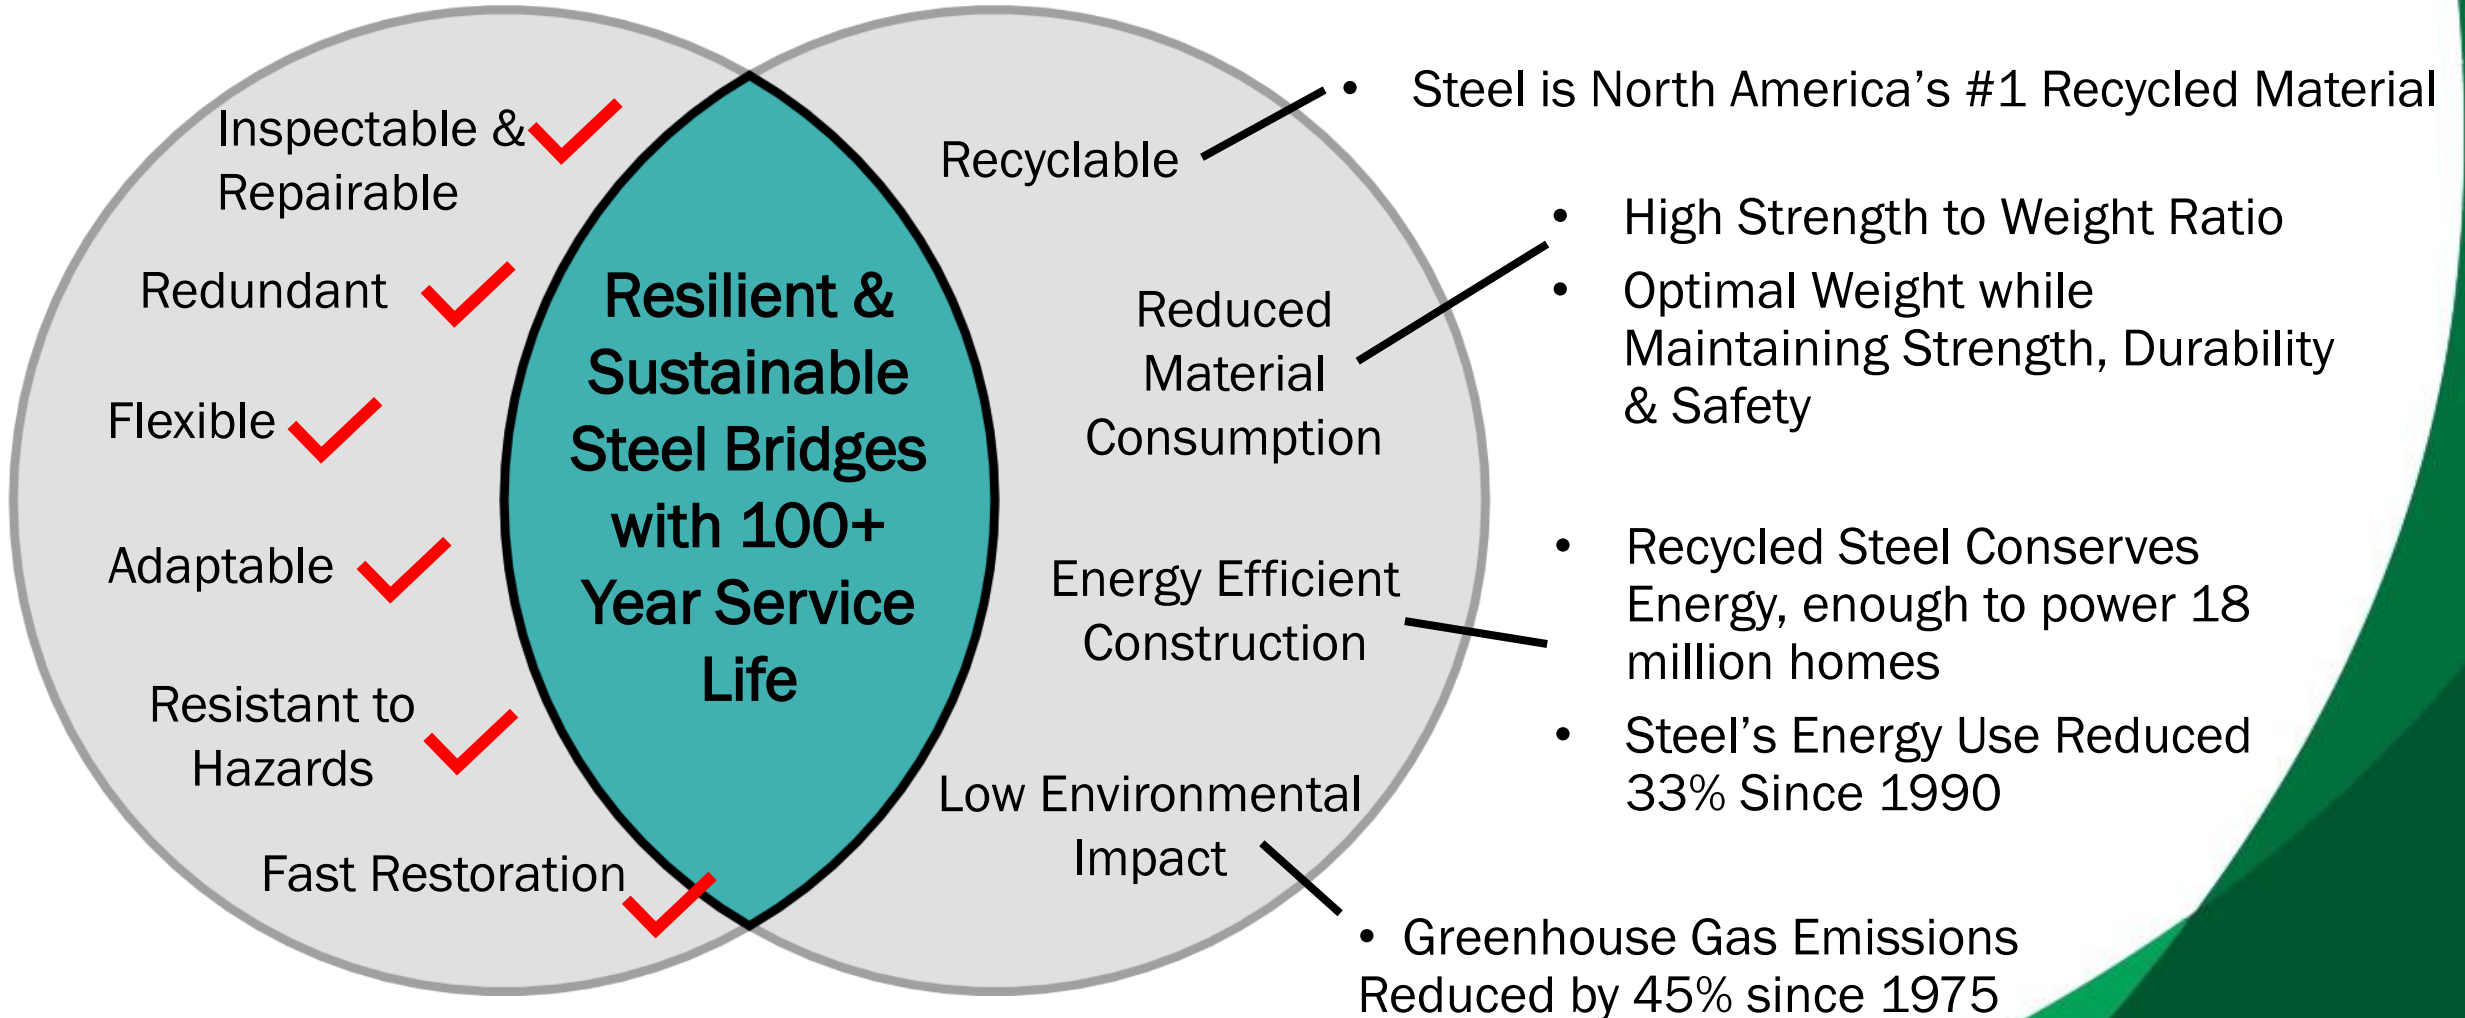 Inspectable &
Repairable
Redundant
Flexible
Adaptable
Resistant to
Hazards
Fast Restoration
Resilient &
Sustainable
Steel Bridges
with 100+
Year Service
Life
Recyclable
Reduced
Material
Consumption
Energy Efficient
Construction
Low Environmental
Impact
• Steel is North America’s #1 Recycled Material
• High Strength to Weight Ratio
• Optimal Weight while
Maintaining Strength, Durability
& Safety
• Recycled Steel Conserves
Energy, enough to power 18
million homes
• Steel’s Energy Use Reduced
33% Since 1990
• Greenhouse Gas Emissions
Reduced by 45% since 1975